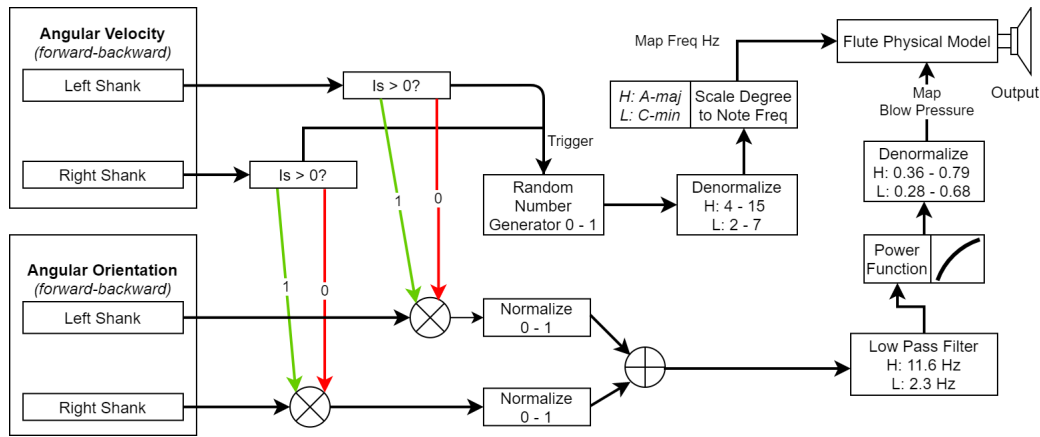 Angular Velocity
(forward-backward)
Left Shank
Right Shank
Is > 0?
Is > 0?
Trigger
1
0
1
0
Random
Number
Generator 0 - 1
Denormalize
H: 4 - 15
L: 2 - 7
H: A-maj
L: C-min
Scale Degree
to Note Freq
Map Freq Hz
Flute Physical Model
Output
Map
Blow Pressure
Denormalize
H: 0.36 - 0.79
L: 0.28 - 0.68
Power
Function
Angular Orientation
(forward-backward)
Left Shank
Right Shank
Normalize
0 - 1
Normalize
0 - 1
Low Pass Filter
H: 11.6 Hz
L: 2.3 Hz